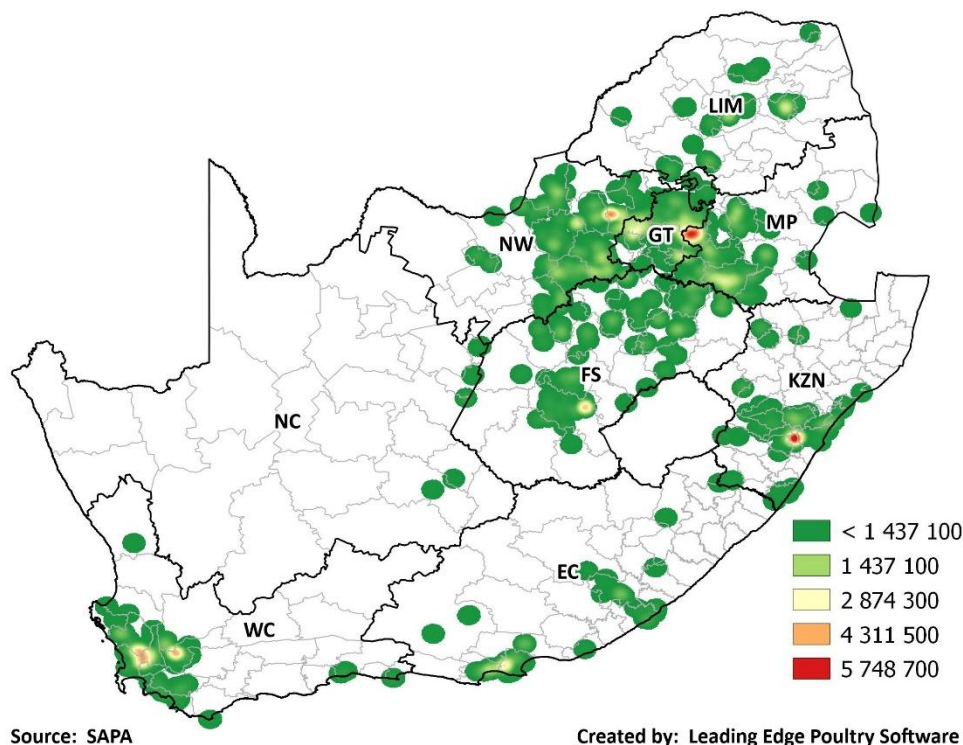 LIM
MP
GT
NW
FS
KZN
NC
EC
WC
< 1 437 100
1 437 100
2 874 300
4 311 500
5 748 700
Source: SAPA
Created by: Leading Edge Poultry Software